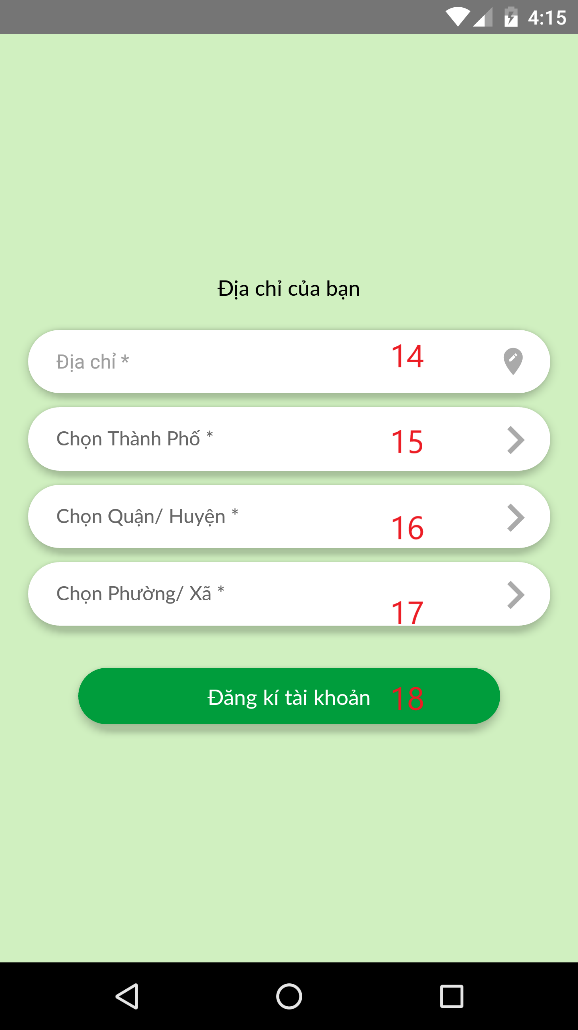 4:15
Địa chỉ của bạn
Địa chỉ * 14
Chọn Thành Phố * 15
Chọn Quận/ Huyện * 16
Chọn Phường/ Xã * 17
Đăng kí tài khoản 18